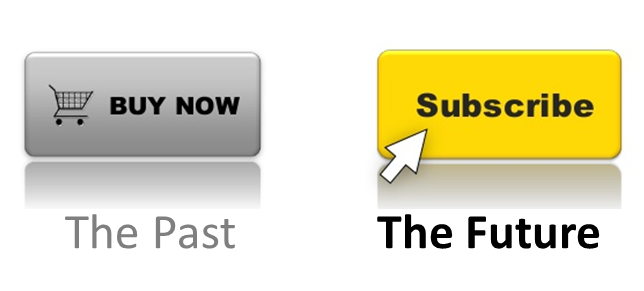 BUY NOW
Subscribe
The Past
The Future